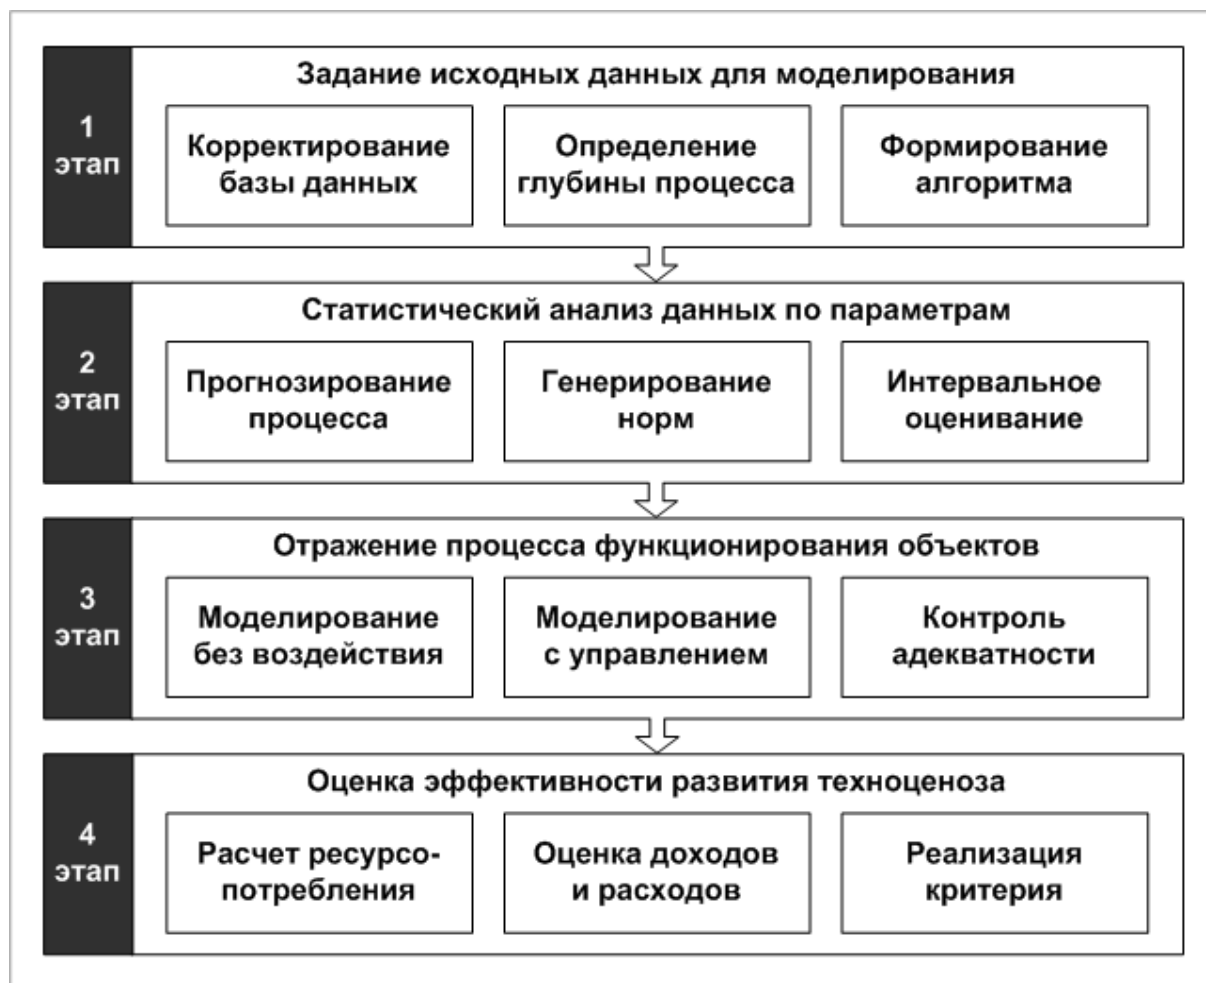 1
этап
Задание исходных данных для моделирования
Корректирование
базы данных
Определение
глубины процесса
Формирование
алгоритма
2
этап
Статистический анализ данных по параметрам
Прогнозирование
процесса
Генерирование
норм
Интервальное
оценивание
3
этап
Отражение процесса функционирования объектов
Моделирование
без воздействия
Моделирование
с управлением
Контроль
адекватности
4
этап
Оценка эффективности развития техноценоза
Расчет ресурсо-
потребления
Оценка доходов
и расходов
Реализация
критерия